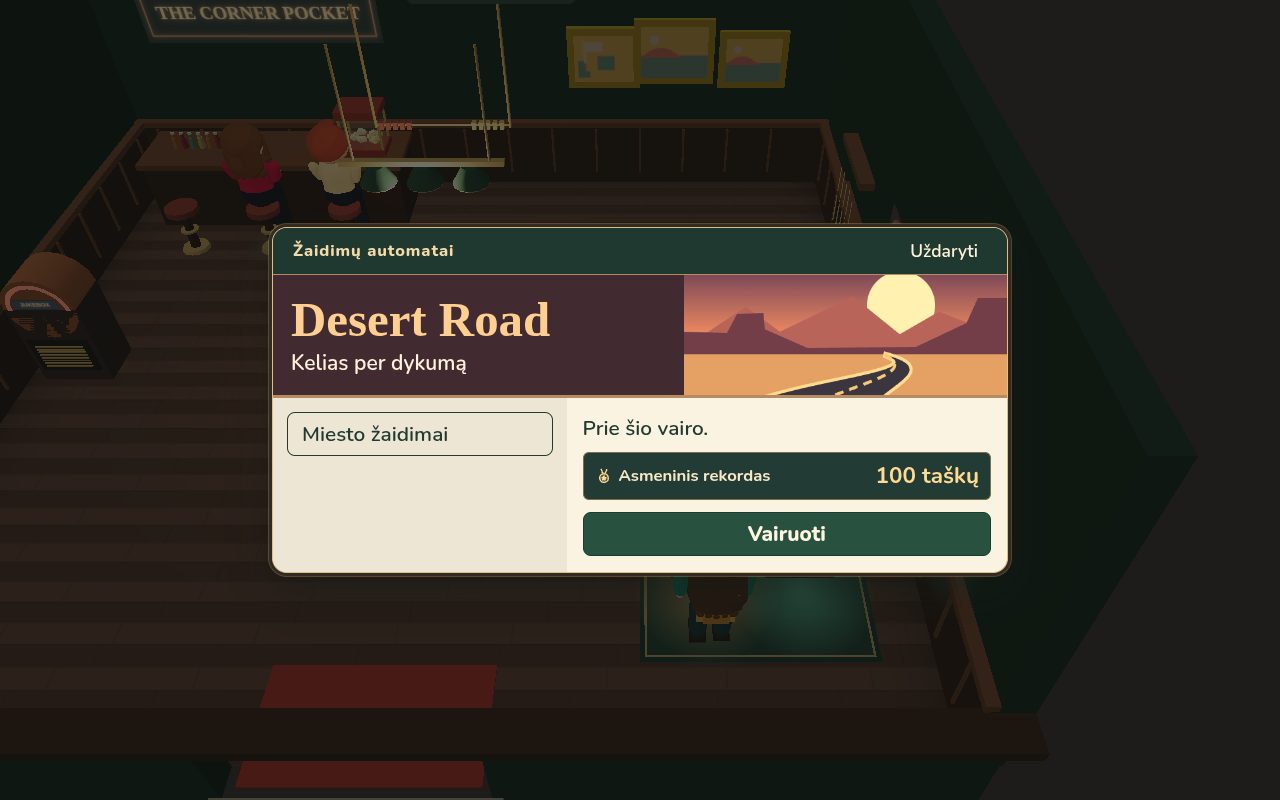 THE CORNER POCKET
JUKEBOX
Žaidimų automatai
Uždaryti
Desert Road
Kelias per dykumą
Miesto žaidimai
Prie šio vairo.
Asmeninis rekordas
100 taškų
Vairuoti